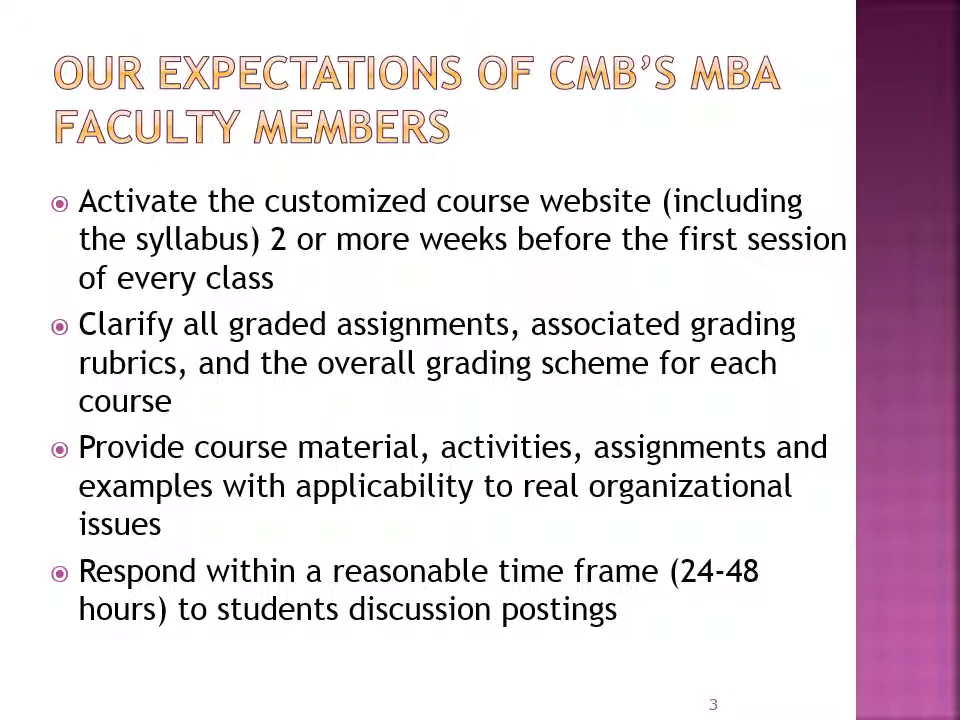 OUR EXPECTATIONS OF CMB’S MBA
FACULTY MEMBERS
Activate the customized course website (including
the syllabus) 2 or more weeks before the first session
of every class
Clarify all graded assignments, associated grading
rubrics, and the overall grading scheme for each
course
Provide course material, activities, assignments and
examples with applicability to real organizational
issues
Respond within a reasonable time frame (24-48
hours) to students discussion postings
3